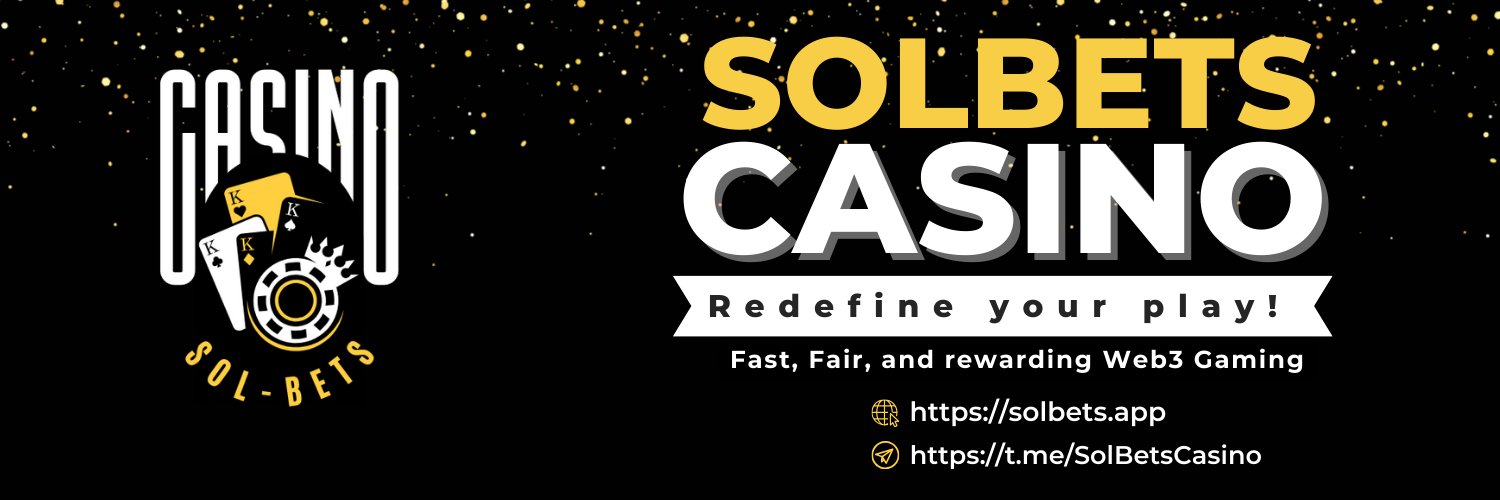 CASINO
K
K
K
K
SOL-BETS
SOLBETS
CASINO
Redefine your play!
Fast, Fair, and rewarding Web3 Gaming
https://solbets.app
https://t.me/SolBetsCasino